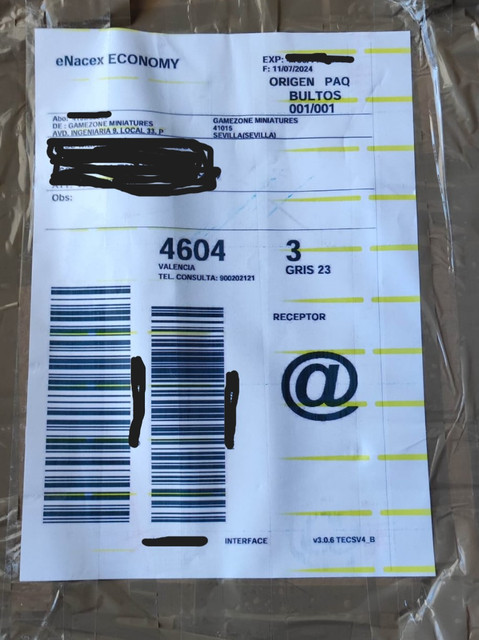 eNacex ECONOMY
EXP:
F: 11/07/2024
ORIGEN PAQ
BULTOS
001/001
DE : GAMEZONE MINIATURES
AVD. INGENIARIA 9, LOCAL 33, P
GAMEZONE MINIATURES
41015
SEVILLA(SEVILLA)
Obs:
4604
VALENCIA
TEL. CONSULTA: 900202121
3
GRIS 23
RECEPTOR
@
INTERFACE
v3.0.6 TECSV4_B